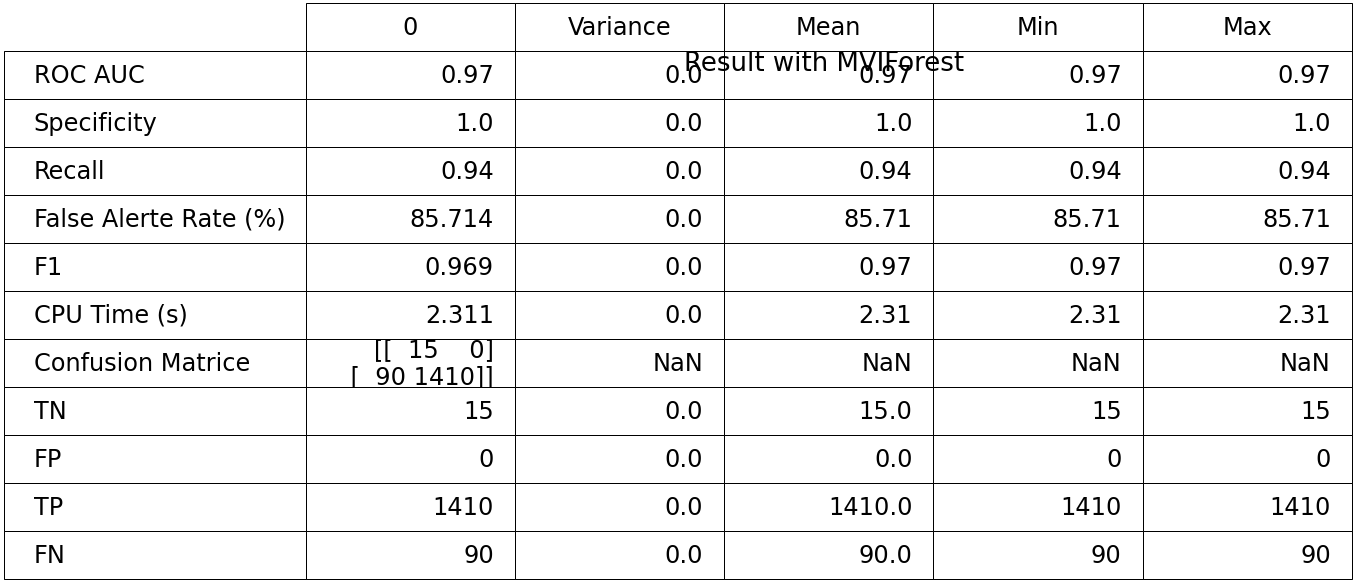 0 Variance Mean Min Max
Result with MVIForest
ROC AUC 0.97 0.0 0.97 0.97 0.97
Specificity 1.0 0.0 1.0 1.0 1.0
Recall 0.94 0.0 0.94 0.94 0.94
False Alerte Rate (%) 85.714 0.0 85.71 85.71 85.71
F1 0.969 0.0 0.97 0.97 0.97
CPU Time (s) 2.311 0.0 2.31 2.31 2.31
[[ 15 0]
Confusion Matrice NaN NaN NaN NaN
[ 90 1410]]
TN 15 0.0 15.0 15 15
FP 0 0.0 0.0 0 0
TP 1410 0.0 1410.0 1410 1410
FN 90 0.0 90.0 90 90